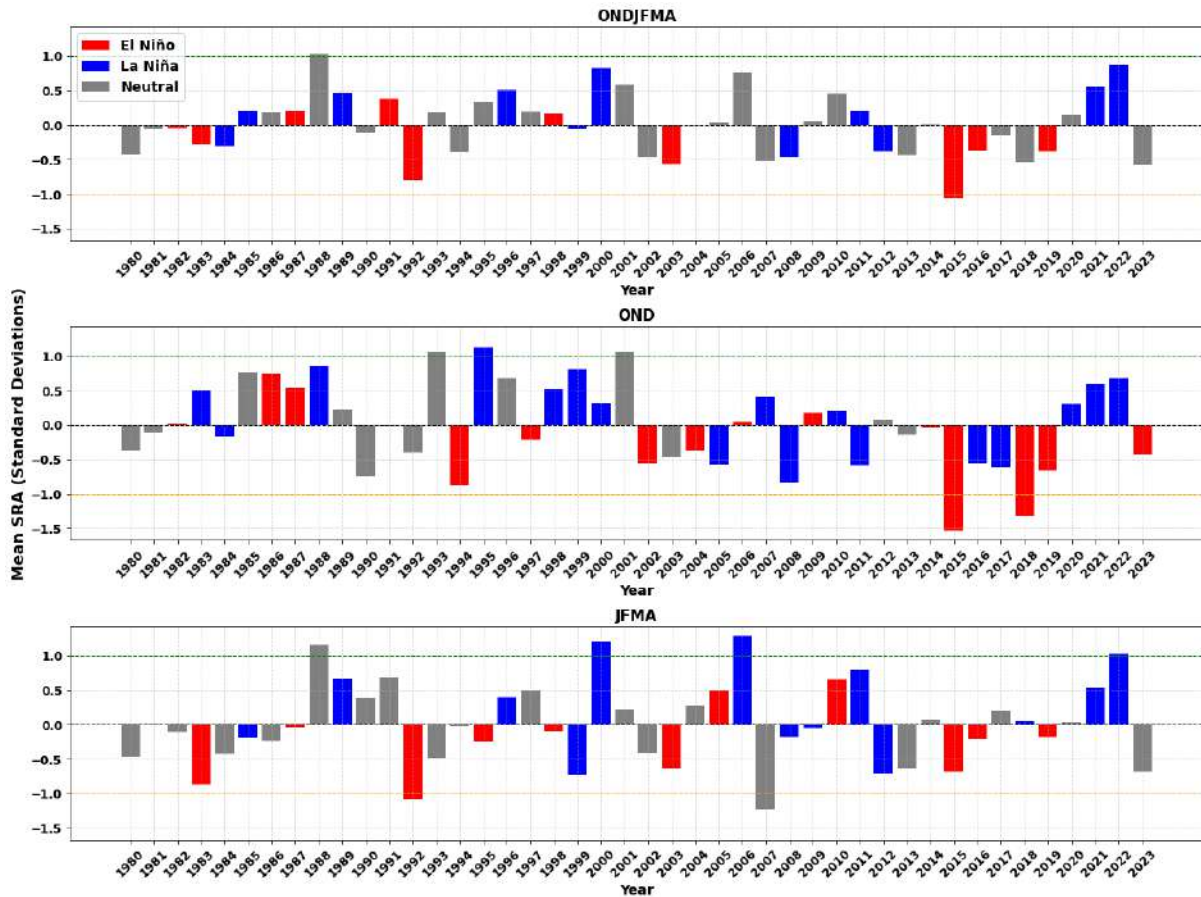 ONDJFMA
El Niño
La Niña
Neutral
1.0
0.5
0.0
−0.5
−1.0
−1.5
1980 1981 1982 1983 1984 1985 1986 1987 1988 1989 1990 1991 1992 1993 1994 1995 1996 1997 1998 1999 2000 2001 2002 2003 2004 2005 2006 2007 2008 2009 2010 2011 2012 2013 2014 2015 2016 2017 2018 2019 2020 2021 2022 2023
Year
Mean SRA (Standard Deviations)
OND
1.0
0.5
0.0
−0.5
−1.0
−1.5
1980 1981 1982 1983 1984 1985 1986 1987 1988 1989 1990 1991 1992 1993 1994 1995 1996 1997 1998 1999 2000 2001 2002 2003 2004 2005 2006 2007 2008 2009 2010 2011 2012 2013 2014 2015 2016 2017 2018 2019 2020 2021 2022 2023
Year
JFMA
1.0
0.5
0.0
−0.5
−1.0
−1.5
1980 1981 1982 1983 1984 1985 1986 1987 1988 1989 1990 1991 1992 1993 1994 1995 1996 1997 1998 1999 2000 2001 2002 2003 2004 2005 2006 2007 2008 2009 2010 2011 2012 2013 2014 2015 2016 2017 2018 2019 2020 2021 2022 2023
Year